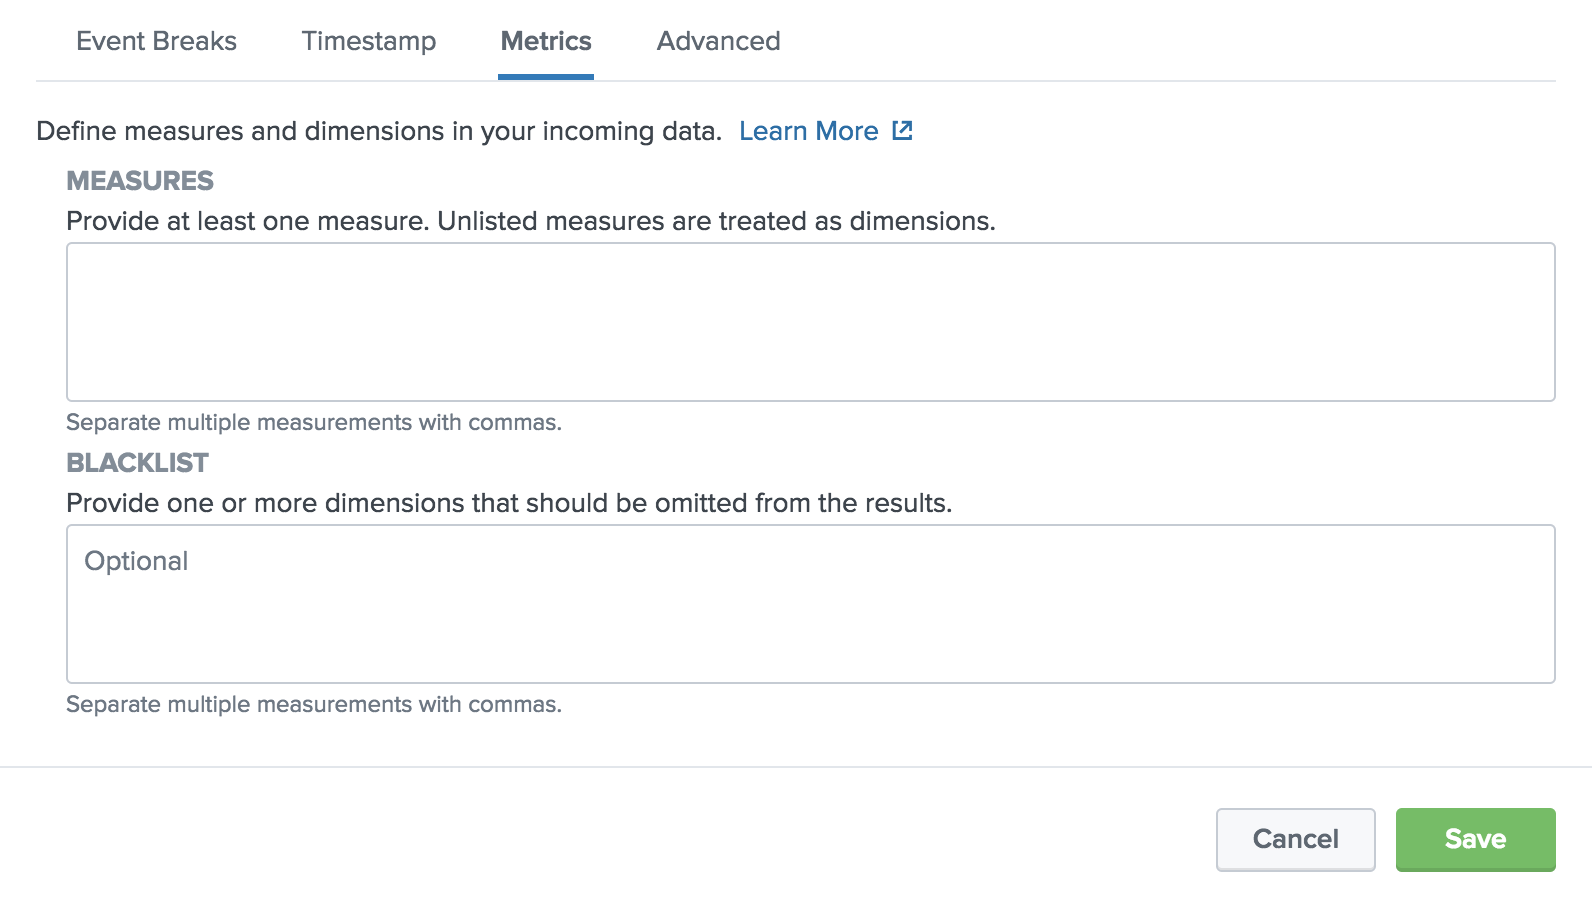 Event Breaks Timestamp Metrics Advanced
Define measures and dimensions in your incoming data. Learn More
MEASURES
Provide at least one measure. Unlisted measures are treated as dimensions.
Separate multiple measurements with commas.
BLACKLIST
Provide one or more dimensions that should be omitted from the results.
Optional
Separate multiple measurements with commas.
Cancel Save